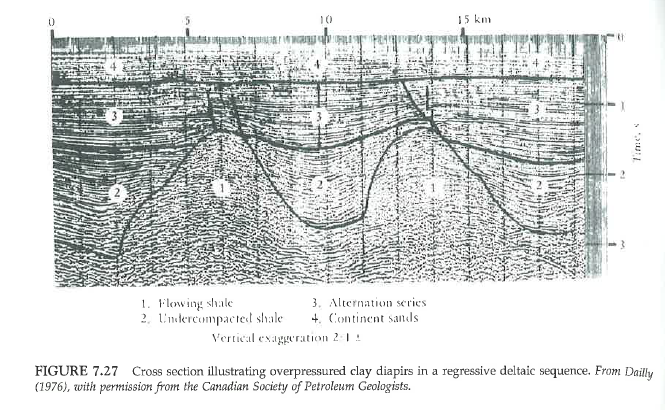 0 5 10 15 km
4 4 4 0
3 3 3 1
2 1 2 1 2 2
3
Time, s
1. Flowing shale 3. Alternation series
2. Undercompacted shale 4. Continent sands
Vertical exaggeration 2:1 ±
FIGURE 7.27 Cross section illustrating overpressured clay diapirs in a regressive deltaic sequence. From Dailly
(1976), with permission from the Canadian Society of Petroleum Geologists.